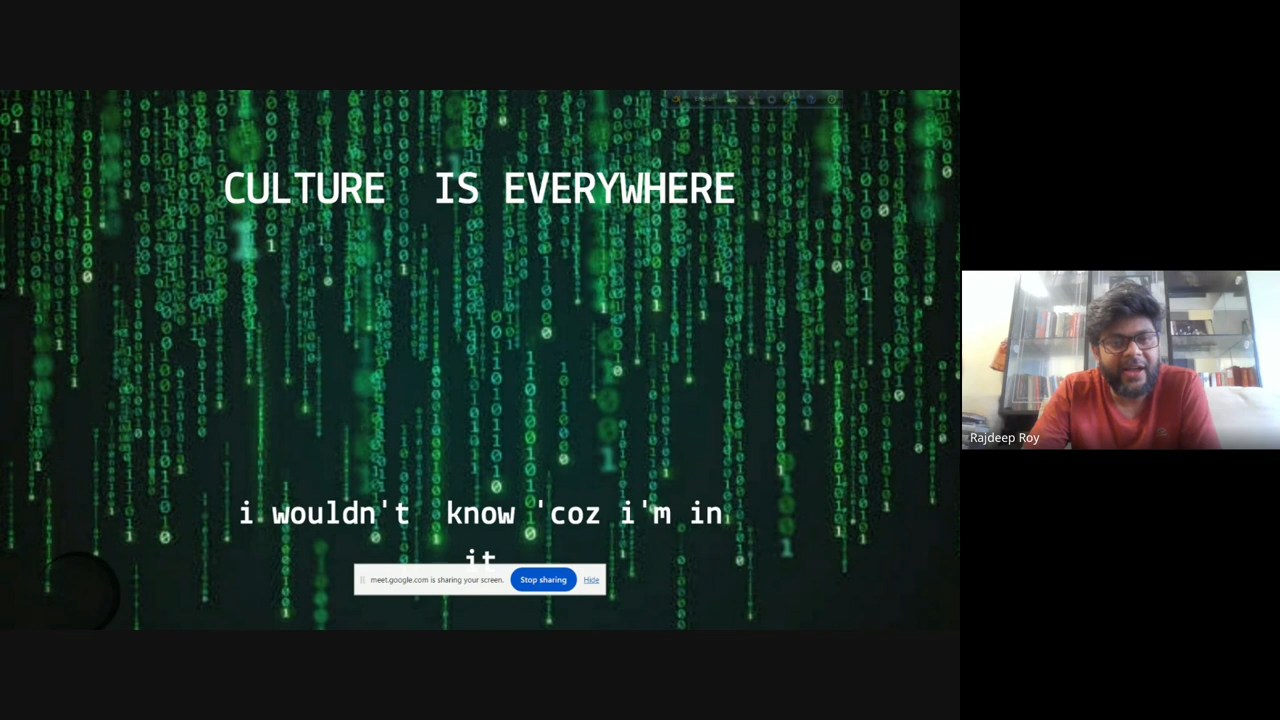 CULTURE  IS EVERYWHERE
i wouldn't  know 'coz i'm in
it
meet.google.com is sharing your screen. Stop sharing Hide
Rajdeep Roy